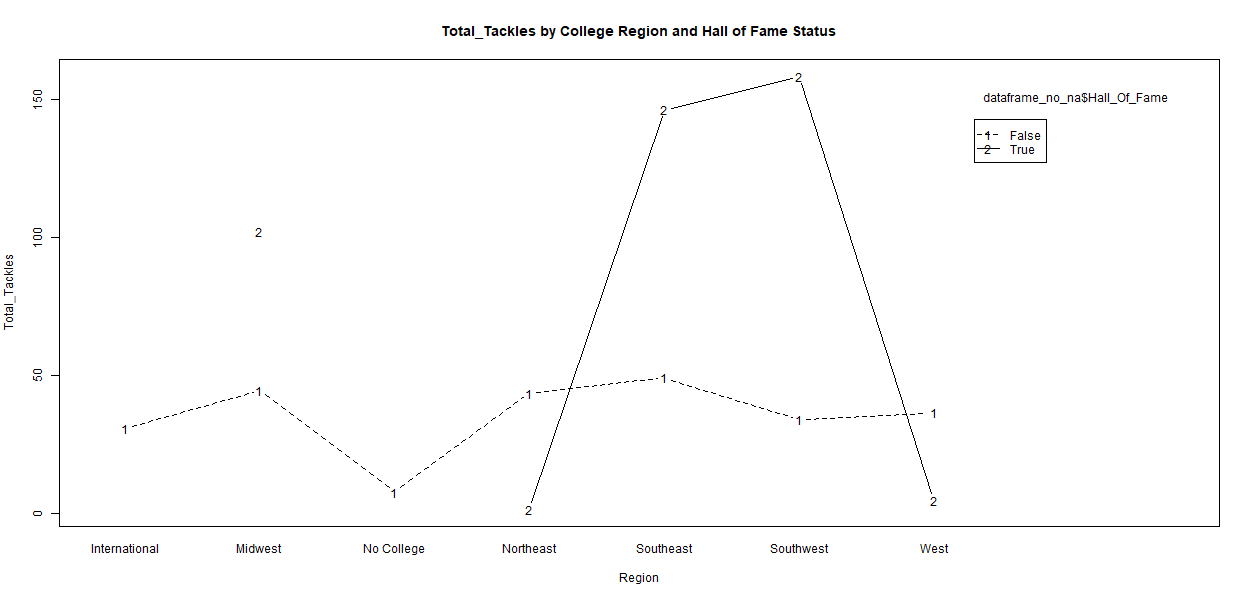 Total_Tackles by College Region and Hall of Fame Status
dataframe_no_na$Hall_Of_Fame
1 False
2 True
Total_Tackles
150
100
50
0
2
2
2
1
1
1
1
1
1
1
2
2
International Midwest No College Northeast Southeast Southwest West
Region